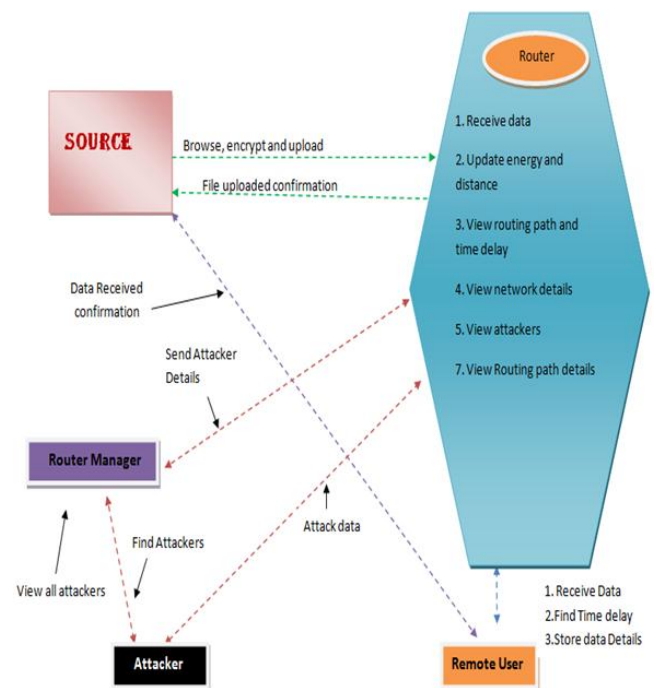 Router
SOURCE
1. Receive data
2. Update energy and
distance
3. View routing path and
time delay
4. View network details
5. View attackers
7. View Routing path details
Browse, encrypt and upload
File uploaded confirmation
Data Received
confirmation
Send Attacker
Details
Router Manager
Attack data
Find Attackers
View all attackers
1. Receive Data
2.Find Time delay
3.Store data Details
Attacker
Remote User